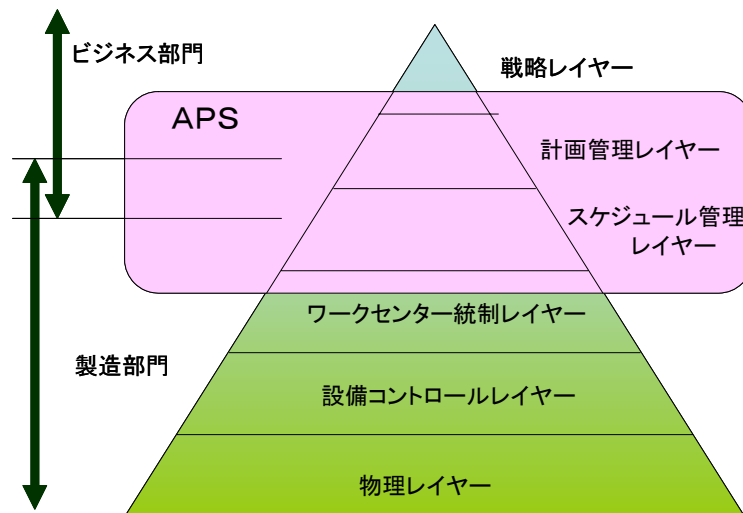 ビジネス部門
戦略レイヤー
ＡＰＳ
計画管理レイヤー
スケジュール管理
レイヤー
ワークセンター統制レイヤー
製造部門
設備コントロールレイヤー
物理レイヤー